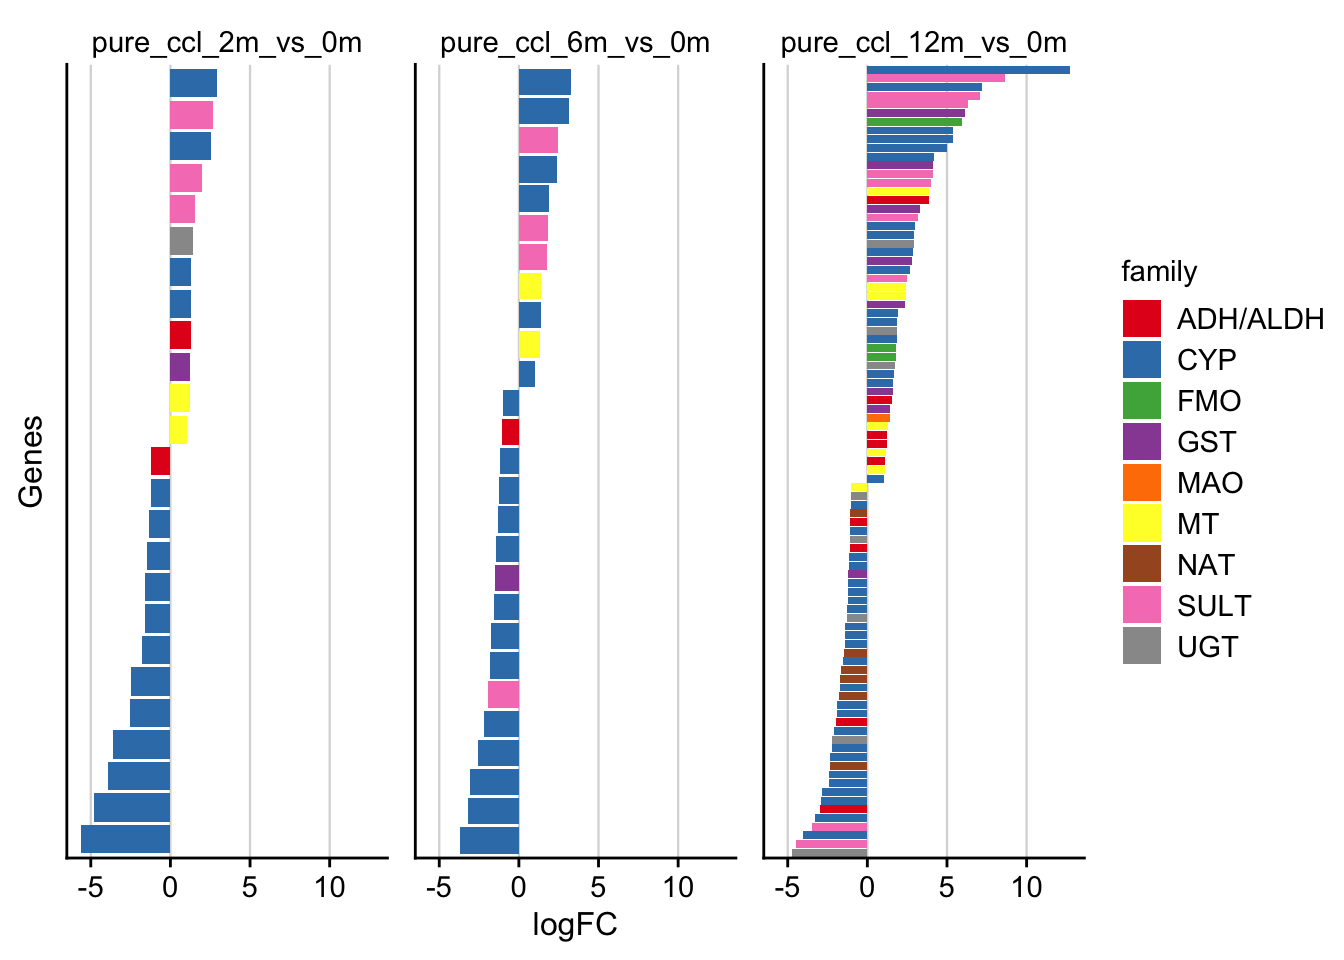 pure_ccl_2m_vs_0m
pure_ccl_6m_vs_0m
pure_ccl_12m_vs_0m
Genes
-5 0 5 10
-5 0 5 10
-5 0 5 10
logFC
family
ADH/ALDH
CYP
FMO
GST
MAO
MT
NAT
SULT
UGT